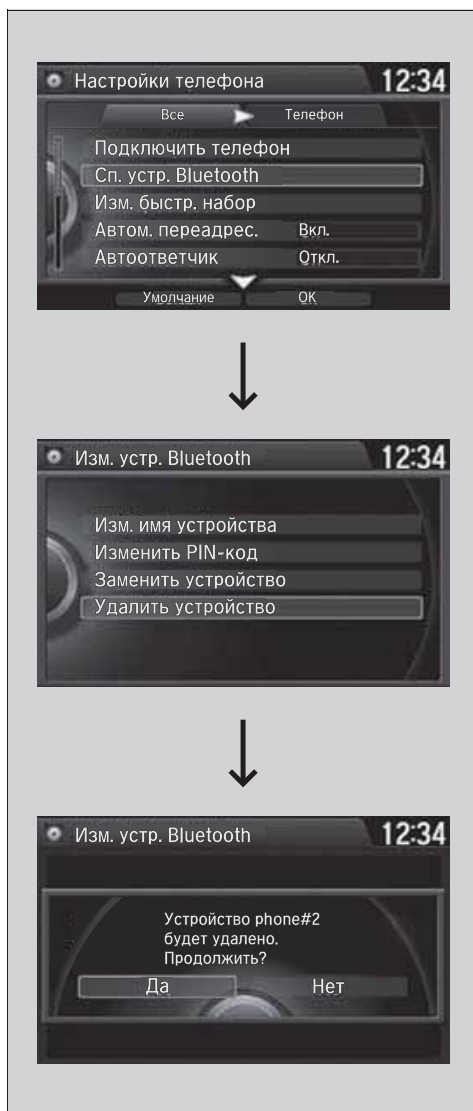 Настройки телефона 12:34
Все Телефон
Подключить телефон
Сп. устр. Bluetooth
Изм. быстр. набор
Автом. переадрес. Вкл.
Автоответчик Откл.
Умолчание OK
Изм. устр. Bluetooth 12:34
Изм. имя устройства
Изменить PIN-код
Заменить устройство
Удалить устройство
Изм. устр. Bluetooth 12:34
Устройство phone#2
будет удалено.
Продолжить?
Да Нет